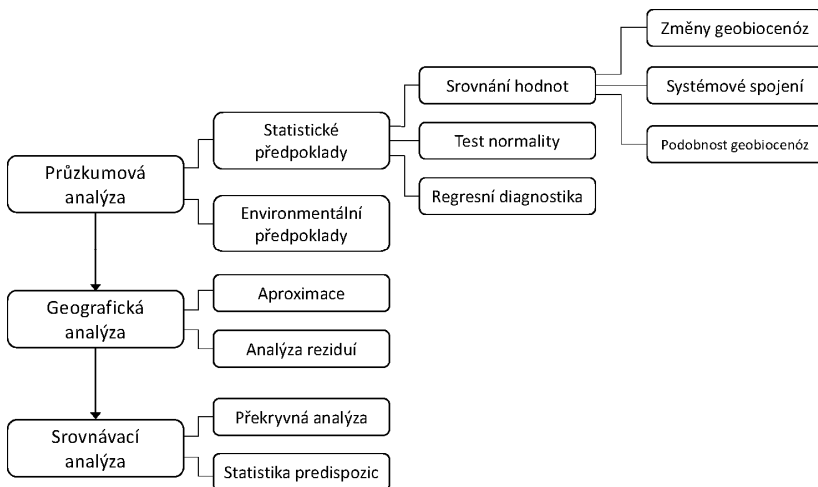 Změny geobiocenóz
Srovnání hodnot
Systémové spojení
Statistické
předpoklady
Test normality
Podobnost geobiocenóz
Průzkumová
analýza
Regresní diagnostika
Environmentální
předpoklady
Geografická
analýza
Aproximace
Analýza reziduí
Srovnávací
analýza
Překryvná analýza
Statistika predispozic